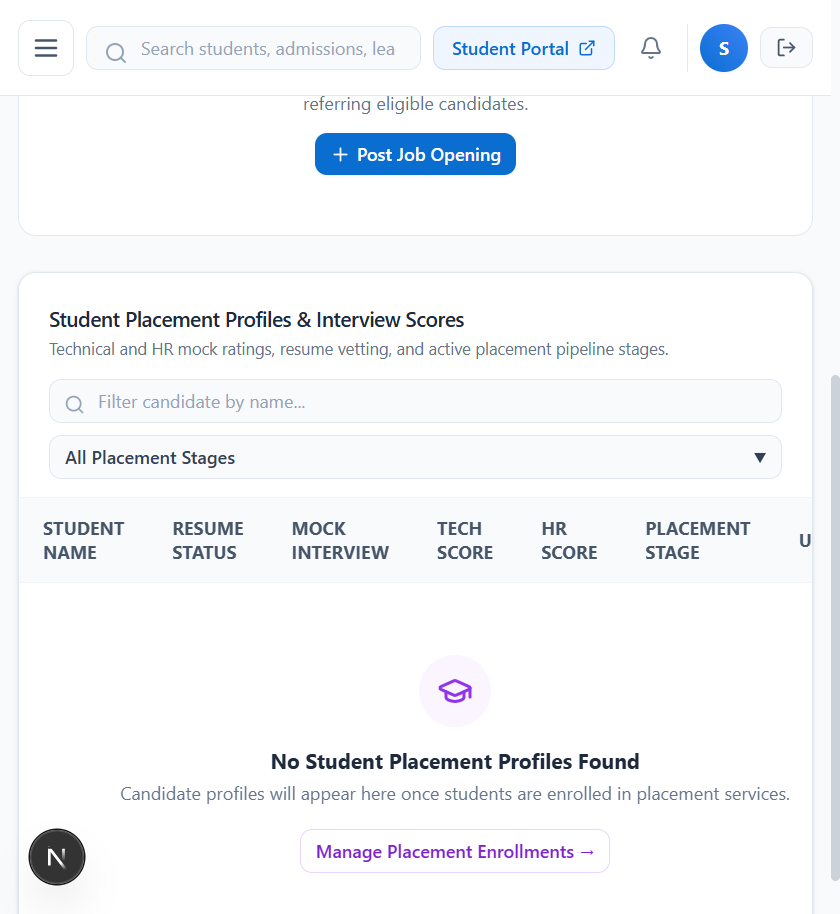 Search students, admissions, lea
Student Portal
S
referring eligible candidates.
+ Post Job Opening
Student Placement Profiles & Interview Scores
Technical and HR mock ratings, resume vetting, and active placement pipeline stages.
Filter candidate by name...
All Placement Stages
STUDENT NAME
RESUME STATUS
MOCK INTERVIEW
TECH SCORE
HR SCORE
PLACEMENT STAGE
U
No Student Placement Profiles Found
Candidate profiles will appear here once students are enrolled in placement services.
Manage Placement Enrollments →
N